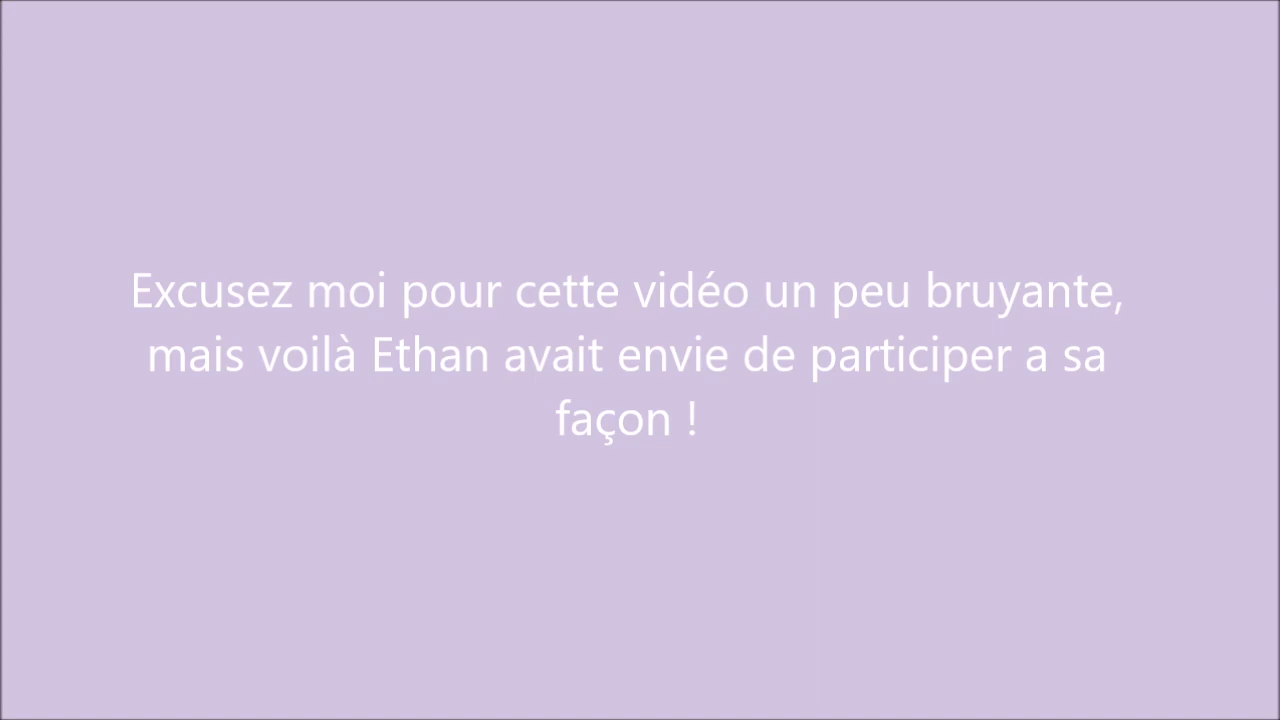 Excusez moi pour cette vidéo un peu bruyante,
mais voilà Ethan avait envie de participer a sa
façon !